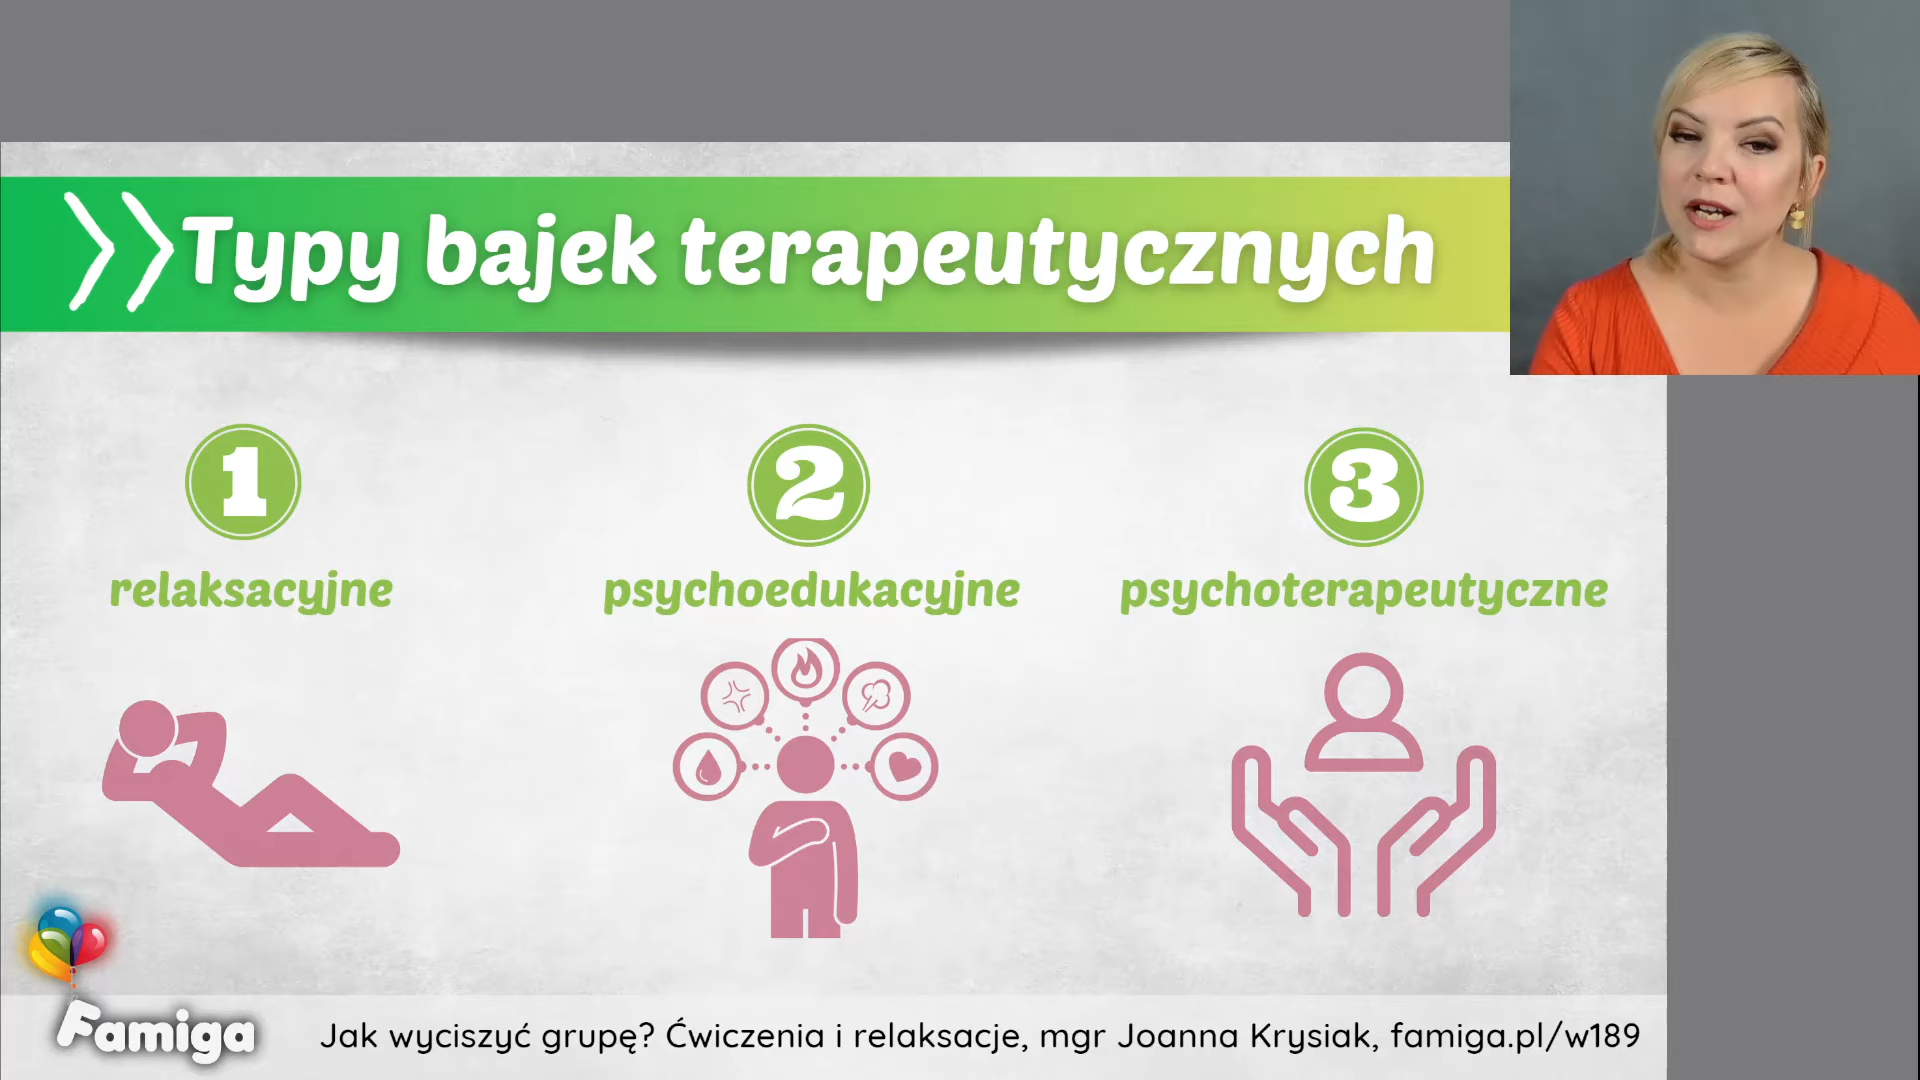 Typy bajek terapeutycznych
1
2
3
relaksacyjne
psychoedukacyjne
psychoterapeutyczne
Famiga
Jak wyciszyć grupę? Ćwiczenia i relaksacje, mgr Joanna Krysiak, famiga.pl/w189